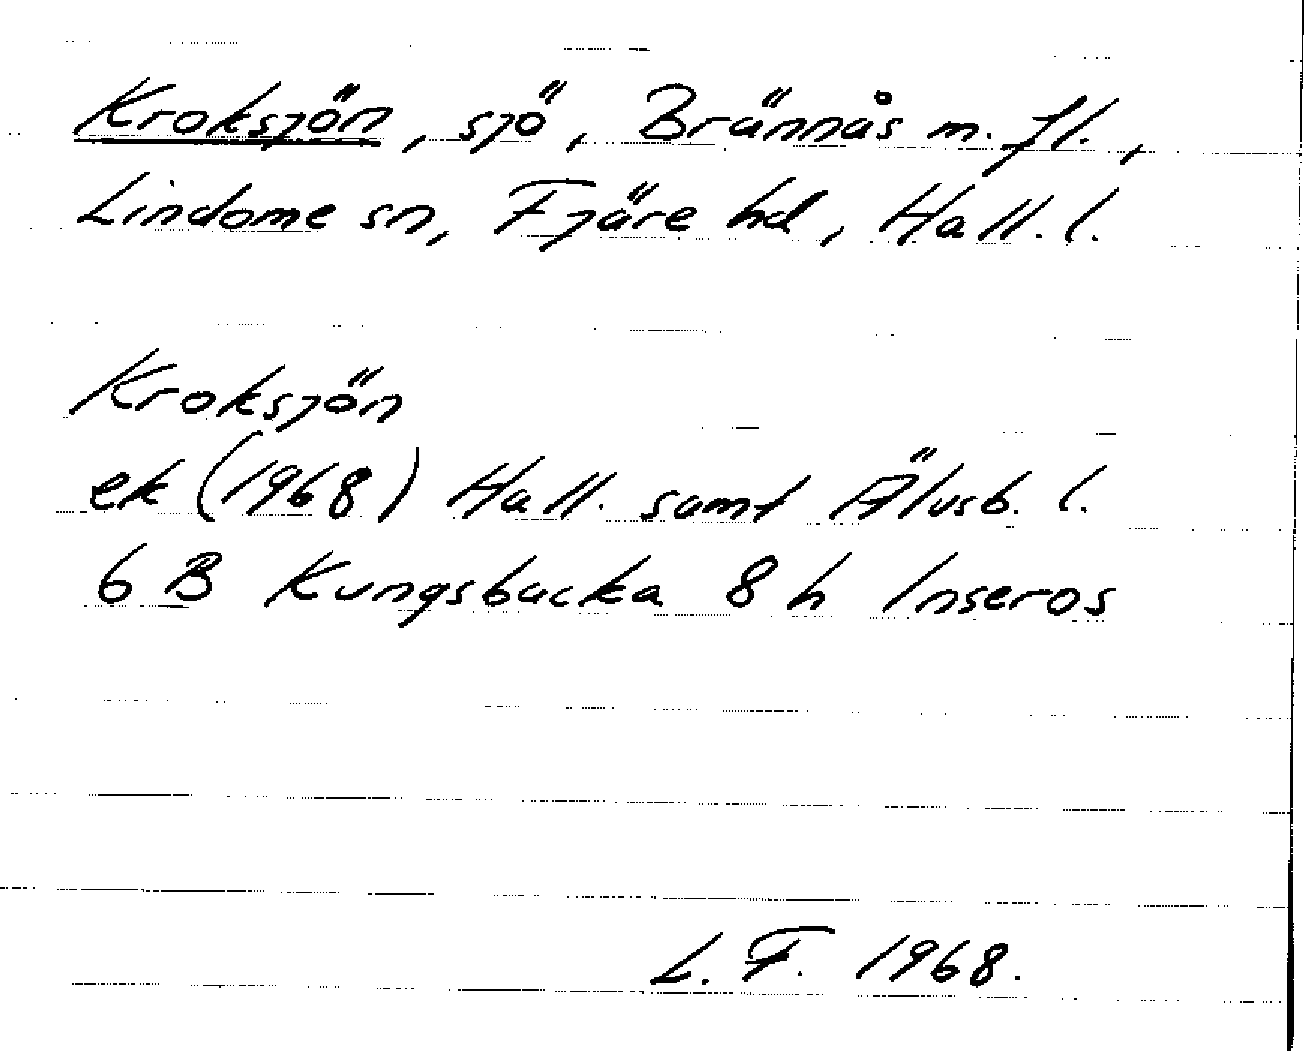 Kroksjön, sjö, Brännås m. fl.,
Lindome sn, Fjäre hd, Hall. l.
Kroksjön
ek (1968) Hall. samt Älvsb. l.
6 B Kungsbacka 8 h Inseros
L. F. 1968.